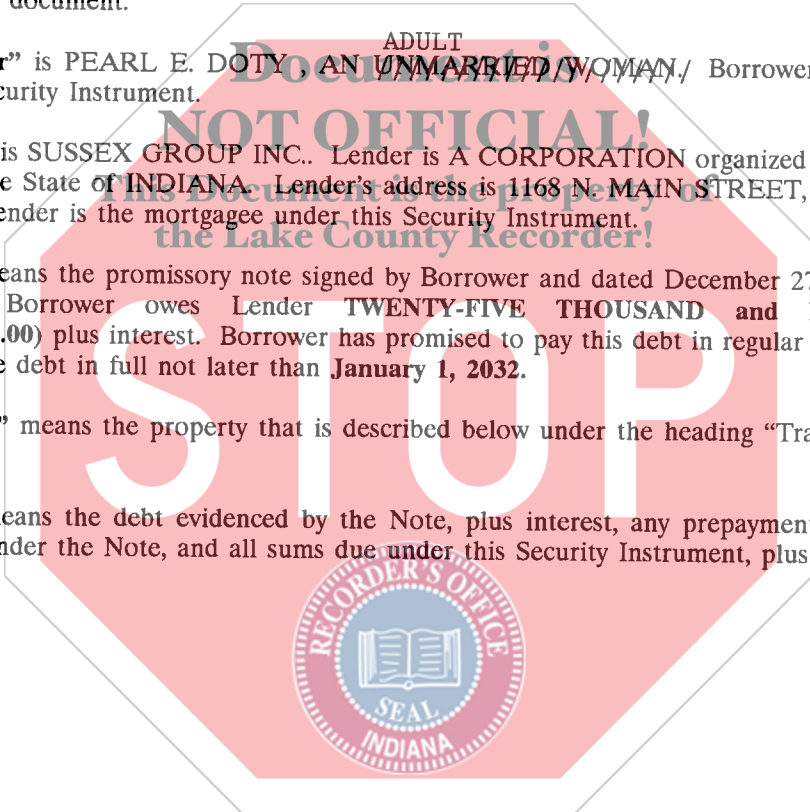 document.
ADULT
r” is PEARL E. DOTY , AN UNMARRIED WOMAN. Borrower
curity Instrument.
is SUSSEX GROUP INC.. Lender is A CORPORATION organized
e State of INDIANA. Lender's address is 1168 N. MAIN STREET,
ender is the mortgagee under this Security Instrument.
eans the promissory note signed by Borrower and dated December 27
Borrower owes Lender TWENTY-FIVE THOUSAND and
.00) plus interest. Borrower has promised to pay this debt in regular
e debt in full not later than January 1, 2032.
” means the property that is described below under the heading “Tra
eans the debt evidenced by the Note, plus interest, any prepayment
nder the Note, and all sums due under this Security Instrument, plus
Document is
NOT OFFICIAL!
This Document is the property of
the Lake County Recorder!
STOP
RECORDER'S OFFICE
SEAL
INDIANA